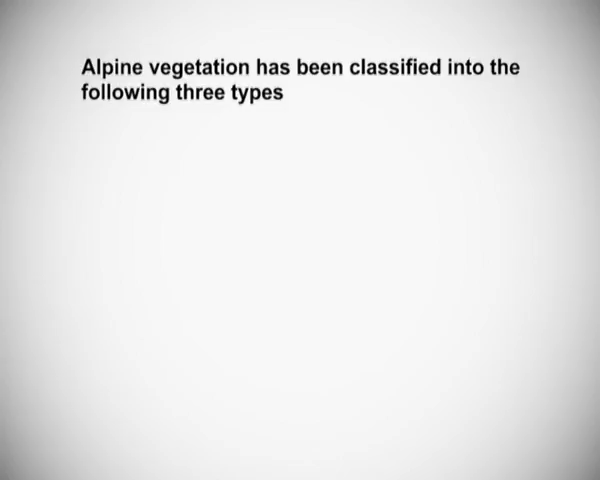 Alpine vegetation has been classified into the
following three types